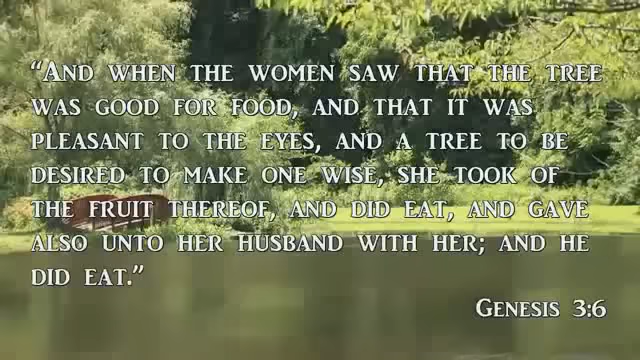 “And when the women saw that the tree
was good for food, and that it was
pleasant to the eyes, and a tree to be
desired to make one wise, she took of
the fruit thereof, and did eat, and gave
also unto her husband with her; and he
did eat.”
Genesis 3:6